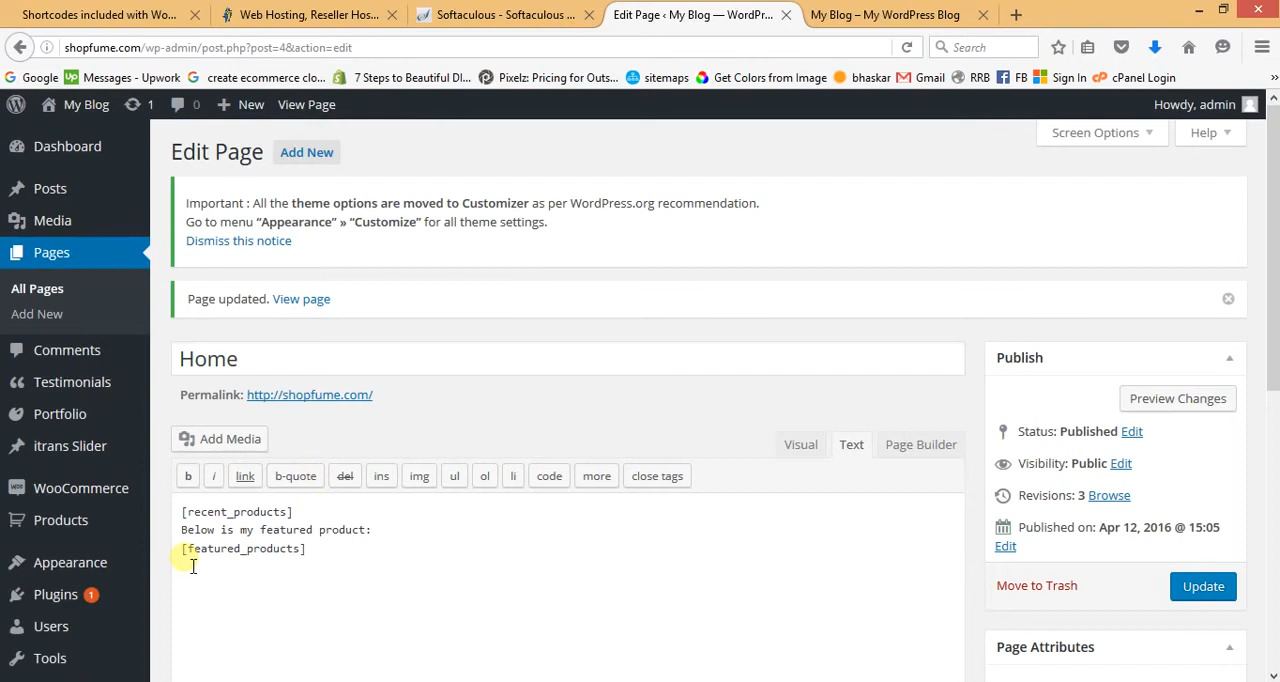 Shortcodes included with Wo...
Web Hosting, Reseller Hos...
Softaculous - Softaculous ...
Edit Page ‹ My Blog — WordPr...
My Blog – My WordPress Blog
shopfume.com/wp-admin/post.php?post=4&action=edit
Search
Google
Up Messages - Upwork
create ecommerce clo...
7 Steps to Beautiful DI...
Pixelz: Pricing for Outs...
sitemaps
Get Colors from Image
bhaskar
Gmail
RRB
FB
Sign In
cPanel Login
My Blog
1
0
New
View Page
Howdy, admin
Dashboard
Posts
Media
Pages
All Pages
Add New
Comments
Testimonials
Portfolio
itrans Slider
WooCommerce
Products
Appearance
Plugins 1
Users
Tools
Screen Options
Help
Edit Page
Add New
Important : All the theme options are moved to Customizer as per WordPress.org recommendation.
Go to menu “Appearance” » “Customize” for all theme settings.
Dismiss this notice
Page updated. View page
Home
Permalink: http://shopfume.com/
Add Media
Visual
Text
Page Builder
b
i
link
b-quote
del
ins
img
ul
ol
li
code
more
close tags
[recent_products]
Below is my featured product:
[featured_products]
Publish
Preview Changes
Status: Published Edit
Visibility: Public Edit
Revisions: 3 Browse
Published on: Apr 12, 2016 @ 15:05
Edit
Move to Trash
Update
Page Attributes